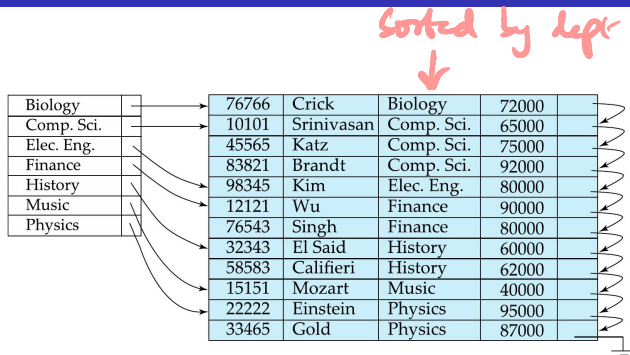 Sorted by dept
Biology
Comp. Sci.
Elec. Eng.
Finance
History
Music
Physics
76766 Crick Biology 72000
10101 Srinivasan Comp. Sci. 65000
45565 Katz Comp. Sci. 75000
83821 Brandt Comp. Sci. 92000
98345 Kim Elec. Eng. 80000
12121 Wu Finance 90000
76543 Singh Finance 80000
32343 El Said History 60000
58583 Califieri History 62000
15151 Mozart Music 40000
22222 Einstein Physics 95000
33465 Gold Physics 87000